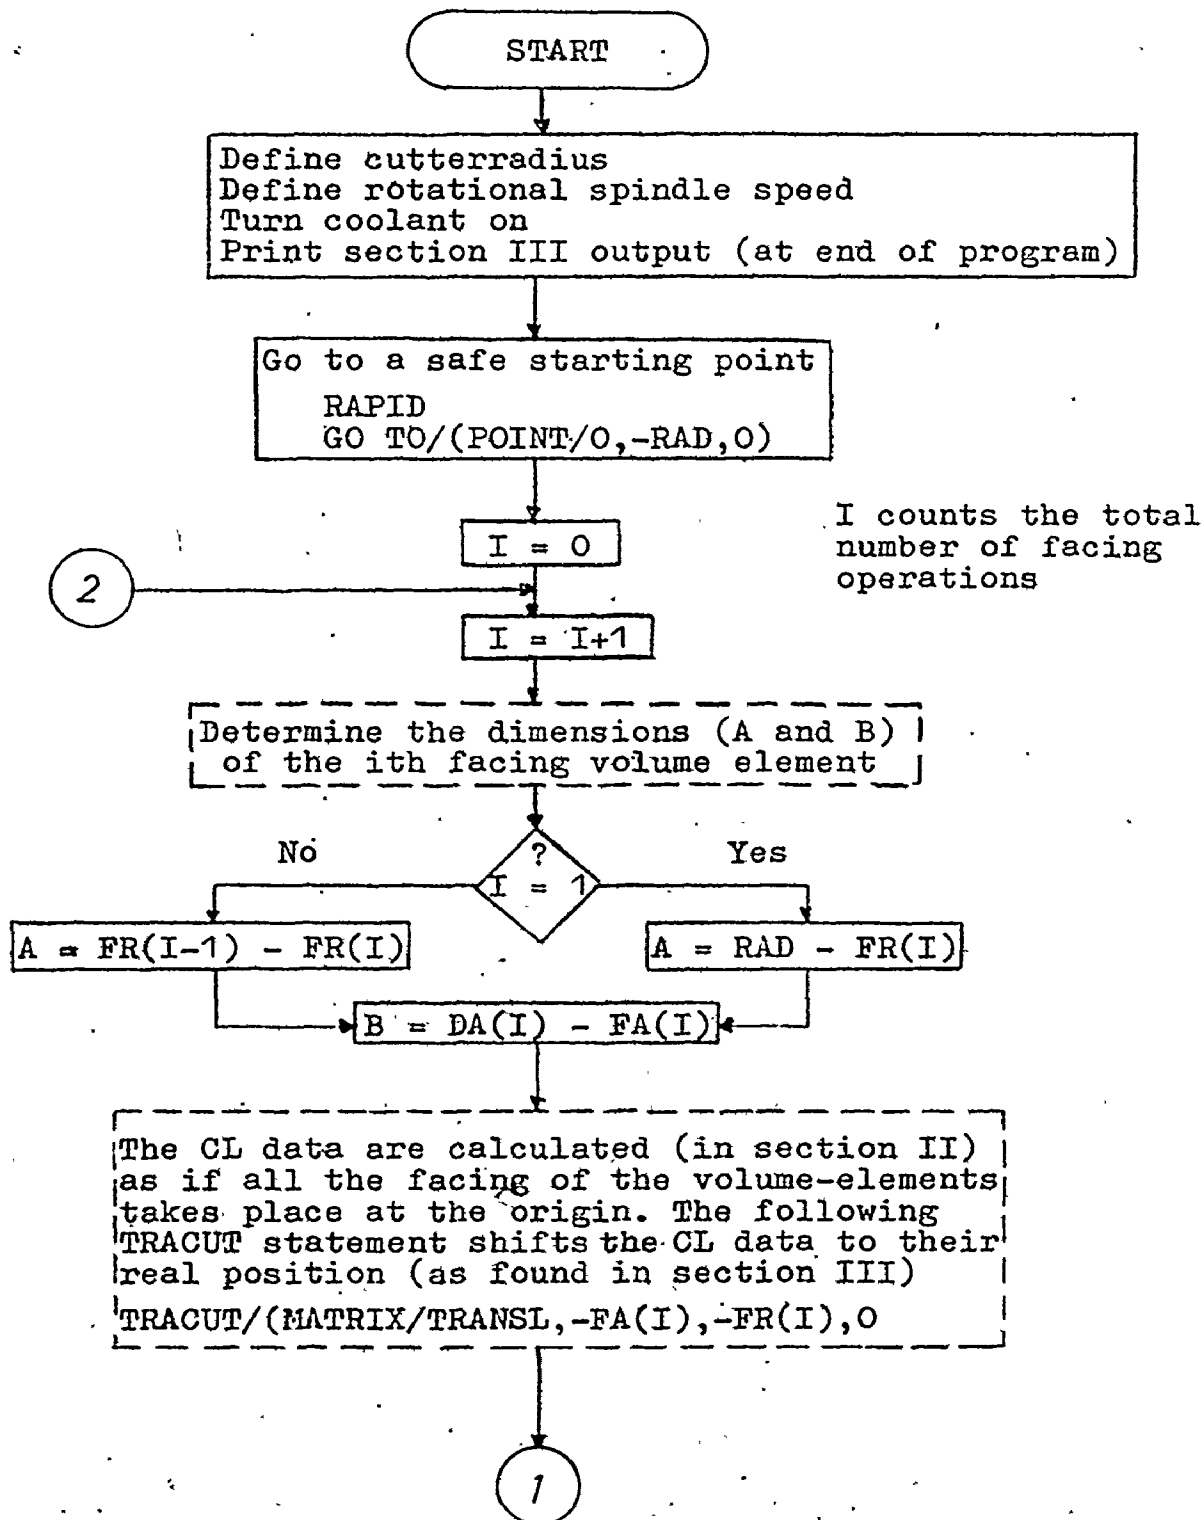 START
Define cutterradius
Define rotational spindle speed
Turn coolant on
Print section III output (at end of program)
Go to a safe starting point
RAPID
GO TO/(POINT/0,-RAD,0)
I = 0
I counts the total
number of facing
operations
2
I = I+1
Determine the dimensions (A and B)
of the ith facing volume element
No
?
Yes
I = 1
A = FR(I-1) - FR(I)
A = RAD - FR(I)
B = DA(I) - FA(I)
The CL data are calculated (in section II)
as if all the facing of the volume-elements
takes place at the origin. The following
TRACUT statement shifts the CL data to their
real position (as found in section III)
TRACUT/(MATRIX/TRANSL,-FA(I),-FR(I),0
1